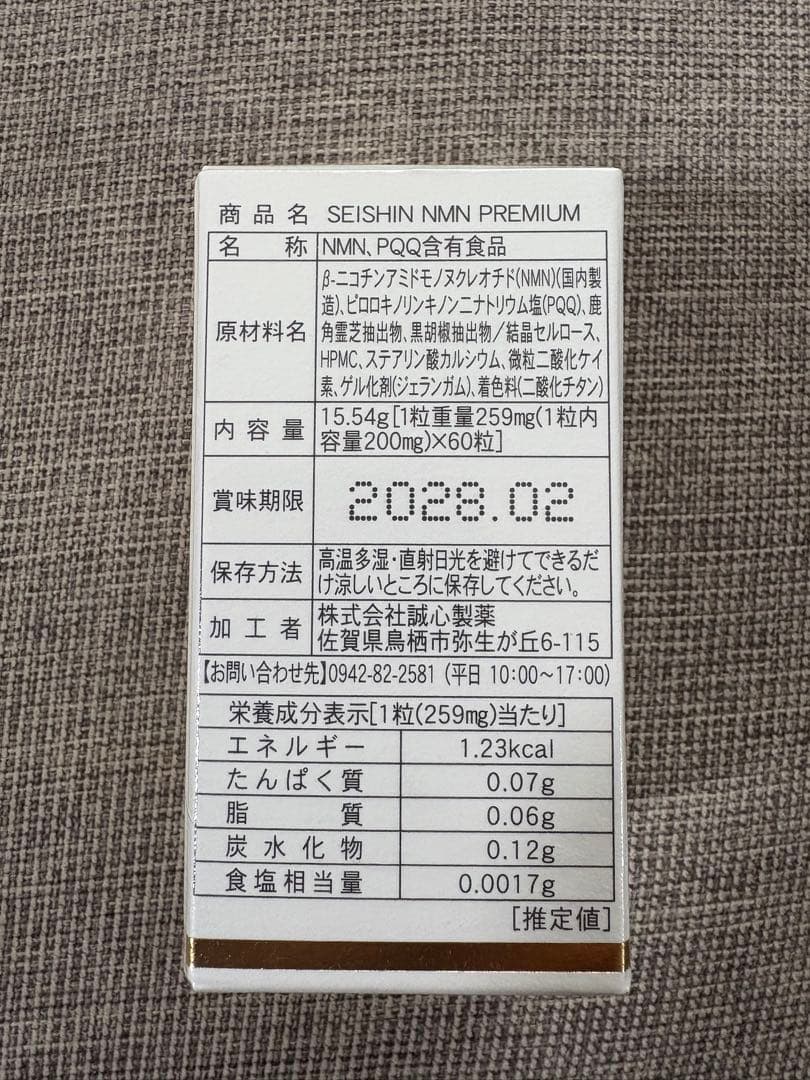 商品名 SEISHIN NMN PREMIUM
名称 NMN、PQQ含有食品
原材料名 β-ニコチンアミドモノヌクレオチド(NMN)(国内製
造)、ピロロキノリンキノン二ナトリウム塩(PQQ)、鹿
角霊芝抽出物、黒胡椒抽出物／結晶セルロース、
HPMC、ステアリン酸カルシウム、微粒二酸化ケイ
素、ゲル化剤(ジェランガム)、着色料(二酸化チタン)
内容量 15.54g[1粒重量259mg(1粒内
容量200mg)×60粒]
賞味期限 2028.02
保存方法 高温多湿・直射日光を避けてできるだ
け涼しいところに保存してください。
加工者 株式会社誠心製薬
佐賀県鳥栖市弥生が丘6-115
【お問い合わせ先】0942-82-2581 (平日 10:00～17:00)
栄養成分表示[1粒(259mg)当たり]
エネルギー 1.23kcal
たんぱく質 0.07g
脂質 0.06g
炭水化物 0.12g
食塩相当量 0.0017g
[推定値]